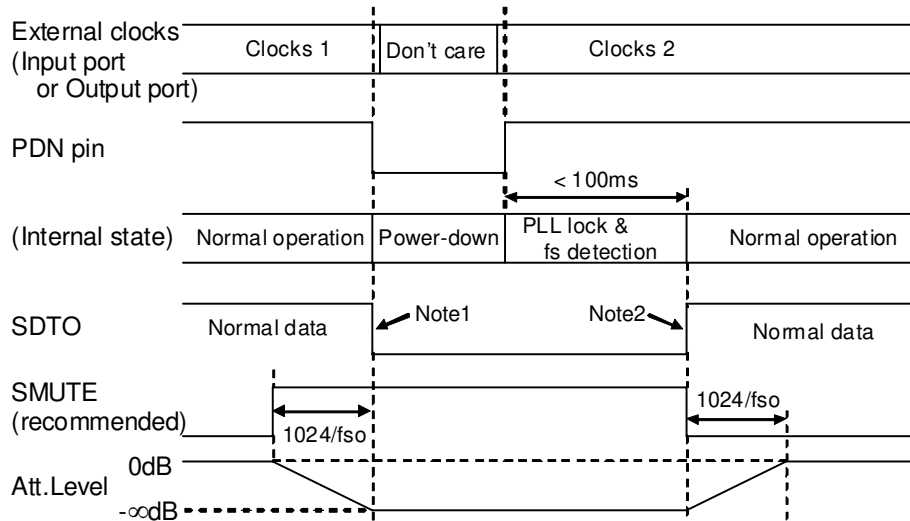 External clocks
(Input port
or Output port)
Clocks 1
Don't care
Clocks 2
PDN pin
< 100ms
(Internal state)
Normal operation
Power-down
PLL lock &
fs detection
Normal operation
SDTO
Normal data
Note1
Note2
Normal data
SMUTE
(recommended)
1024/fso
1024/fso
Att.Level
0dB
-∞dB